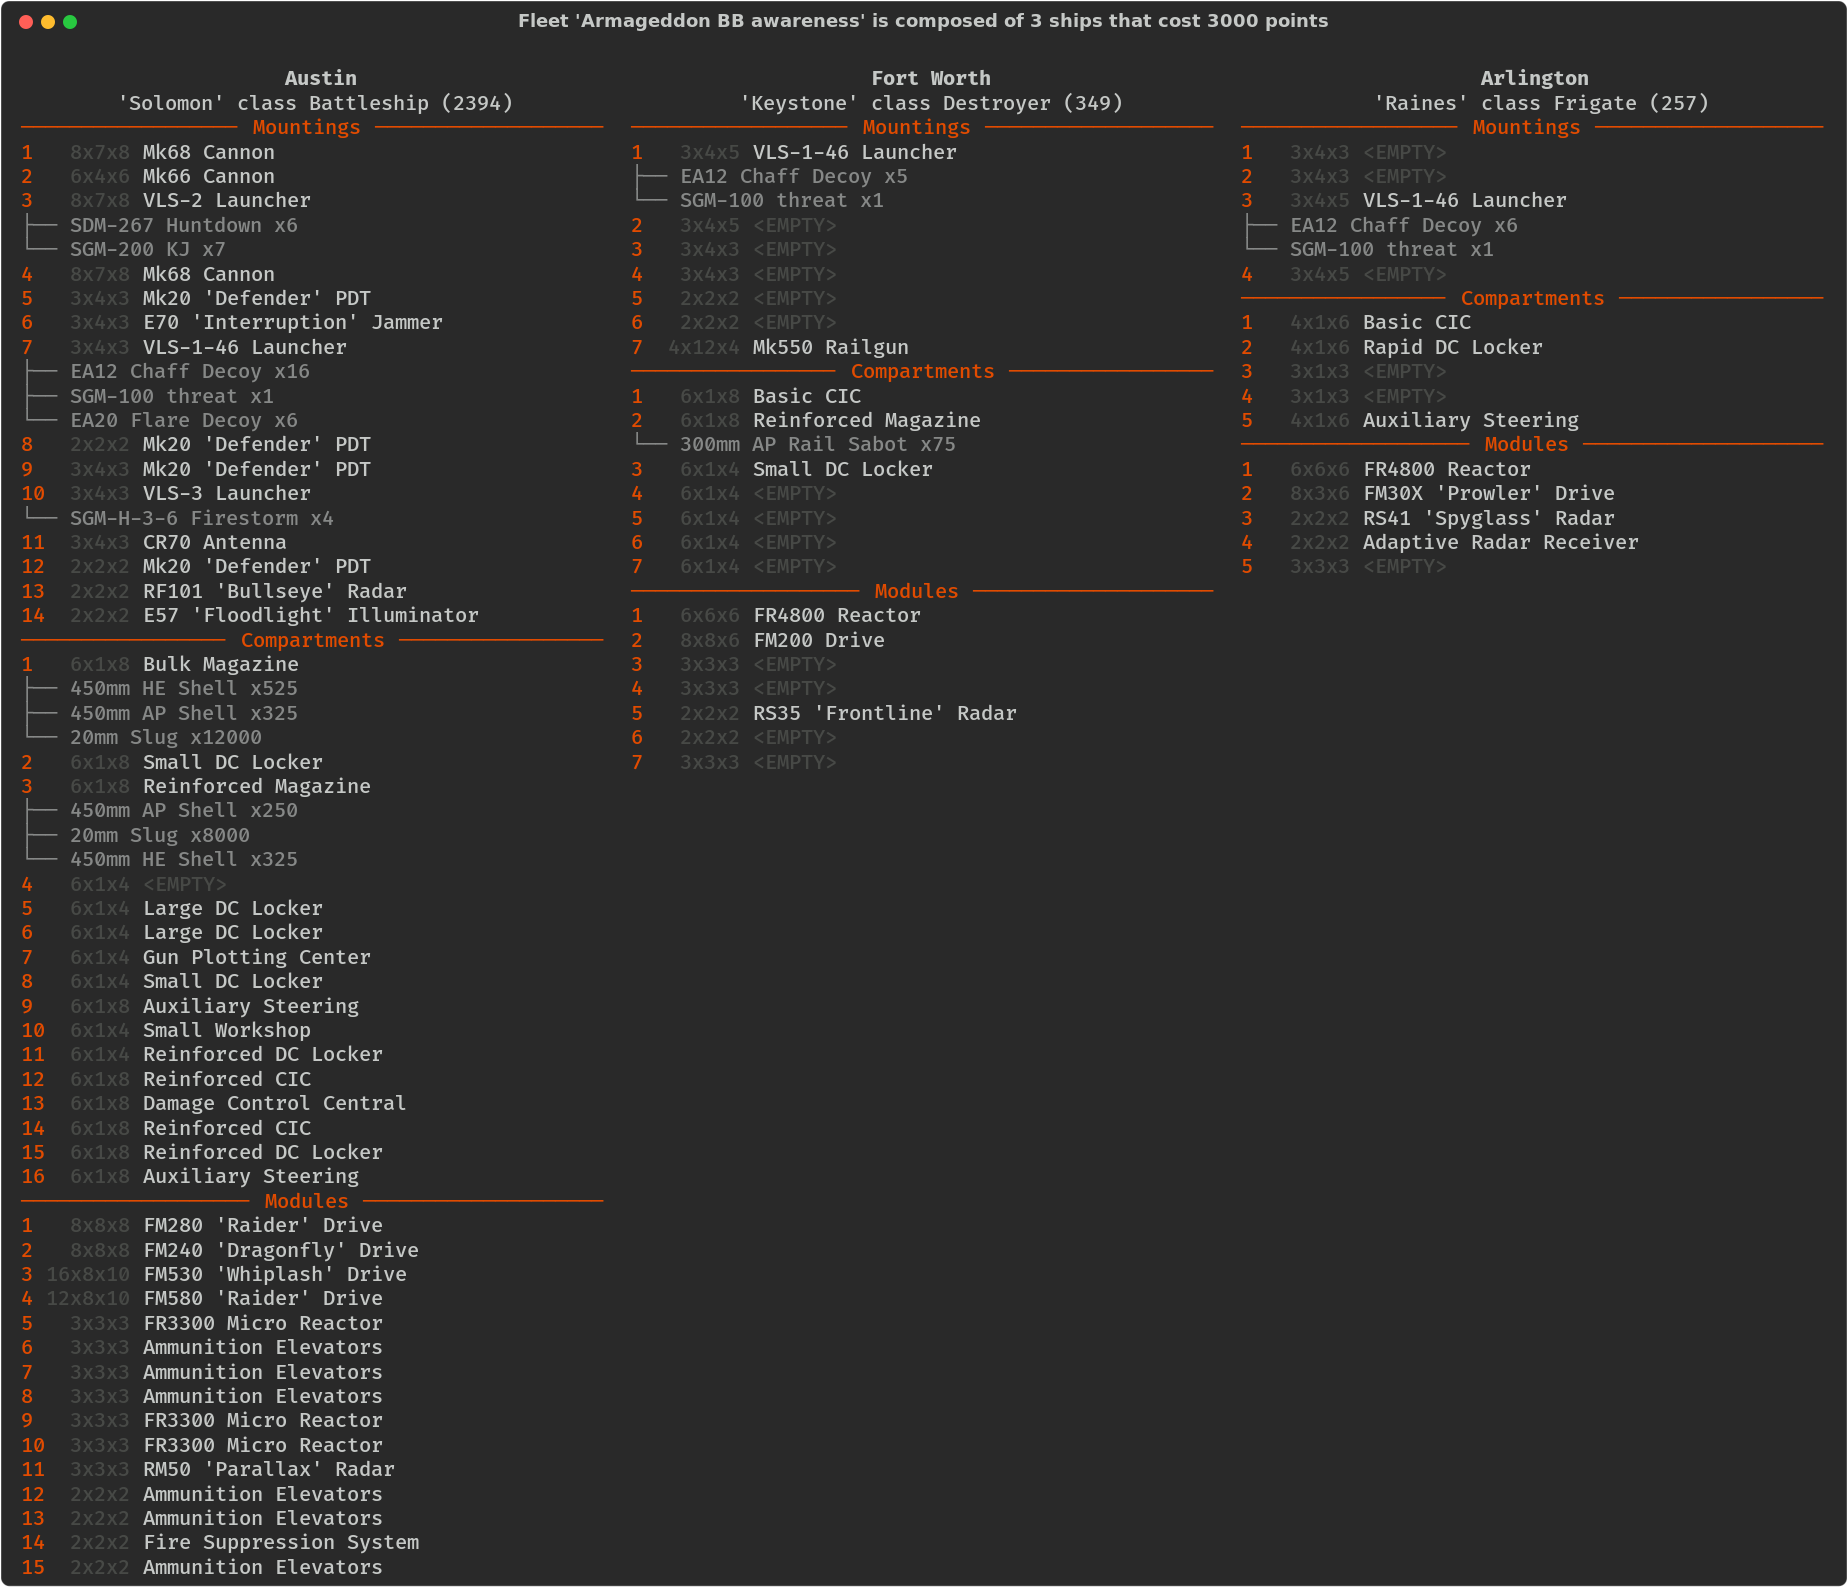 Fleet 'Armageddon BB awareness' is composed of 3 ships that cost 3000 points
Austin
'Solomon' class Battleship (2394)
Mountings
1 8x7x8 Mk68 Cannon
2 6x4x6 Mk66 Cannon
3 8x7x8 VLS-2 Launcher
SDM-267 Huntdown x6
SGM-200 KJ x7
4 8x7x8 Mk68 Cannon
5 3x4x3 Mk20 'Defender' PDT
6 3x4x3 E70 'Interruption' Jammer
7 3x4x3 VLS-1-46 Launcher
EA12 Chaff Decoy x16
SGM-100 threat x1
EA20 Flare Decoy x6
8 2x2x2 Mk20 'Defender' PDT
9 3x4x3 Mk20 'Defender' PDT
10 3x4x3 VLS-3 Launcher
SGM-H-3-6 Firestorm x4
11 3x4x3 CR70 Antenna
12 2x2x2 Mk20 'Defender' PDT
13 2x2x2 RF101 'Bullseye' Radar
14 2x2x2 E57 'Floodlight' Illuminator
Compartments
1 6x1x8 Bulk Magazine
450mm HE Shell x525
450mm AP Shell x325
20mm Slug x12000
2 6x1x8 Small DC Locker
3 6x1x8 Reinforced Magazine
450mm AP Shell x250
20mm Slug x8000
450mm HE Shell x325
4 6x1x4 <EMPTY>
5 6x1x4 Large DC Locker
6 6x1x4 Large DC Locker
7 6x1x4 Gun Plotting Center
8 6x1x4 Small DC Locker
9 6x1x8 Auxiliary Steering
10 6x1x4 Small Workshop
11 6x1x4 Reinforced DC Locker
12 6x1x8 Reinforced CIC
13 6x1x8 Damage Control Central
14 6x1x8 Reinforced CIC
15 6x1x8 Reinforced DC Locker
16 6x1x8 Auxiliary Steering
Modules
1 8x8x8 FM280 'Raider' Drive
2 8x8x8 FM240 'Dragonfly' Drive
3 16x8x10 FM530 'Whiplash' Drive
4 12x8x10 FM580 'Raider' Drive
5 3x3x3 FR3300 Micro Reactor
6 3x3x3 Ammunition Elevators
7 3x3x3 Ammunition Elevators
8 3x3x3 Ammunition Elevators
9 3x3x3 FR3300 Micro Reactor
10 3x3x3 FR3300 Micro Reactor
11 3x3x3 RM50 'Parallax' Radar
12 2x2x2 Ammunition Elevators
13 2x2x2 Ammunition Elevators
14 2x2x2 Fire Suppression System
15 2x2x2 Ammunition Elevators
Fort Worth
'Keystone' class Destroyer (349)
Mountings
1 3x4x5 VLS-1-46 Launcher
EA12 Chaff Decoy x5
SGM-100 threat x1
2 3x4x5 <EMPTY>
3 3x4x3 <EMPTY>
4 3x4x3 <EMPTY>
5 2x2x2 <EMPTY>
6 2x2x2 <EMPTY>
7 4x12x4 Mk550 Railgun
Compartments
1 6x1x8 Basic CIC
2 6x1x8 Reinforced Magazine
300mm AP Rail Sabot x75
3 6x1x4 Small DC Locker
4 6x1x4 <EMPTY>
5 6x1x4 <EMPTY>
6 6x1x4 <EMPTY>
7 6x1x4 <EMPTY>
Modules
1 6x6x6 FR4800 Reactor
2 8x8x6 FM200 Drive
3 3x3x3 <EMPTY>
4 3x3x3 <EMPTY>
5 2x2x2 RS35 'Frontline' Radar
6 2x2x2 <EMPTY>
7 3x3x3 <EMPTY>
Arlington
'Raines' class Frigate (257)
Mountings
1 3x4x3 <EMPTY>
2 3x4x3 <EMPTY>
3 3x4x5 VLS-1-46 Launcher
EA12 Chaff Decoy x6
SGM-100 threat x1
4 3x4x5 <EMPTY>
Compartments
1 4x1x6 Basic CIC
2 4x1x6 Rapid DC Locker
3 3x1x3 <EMPTY>
4 3x1x3 <EMPTY>
5 4x1x6 Auxiliary Steering
Modules
1 6x6x6 FR4800 Reactor
2 8x3x6 FM30X 'Prowler' Drive
3 2x2x2 RS41 'Spyglass' Radar
4 2x2x2 Adaptive Radar Receiver
5 3x3x3 <EMPTY>